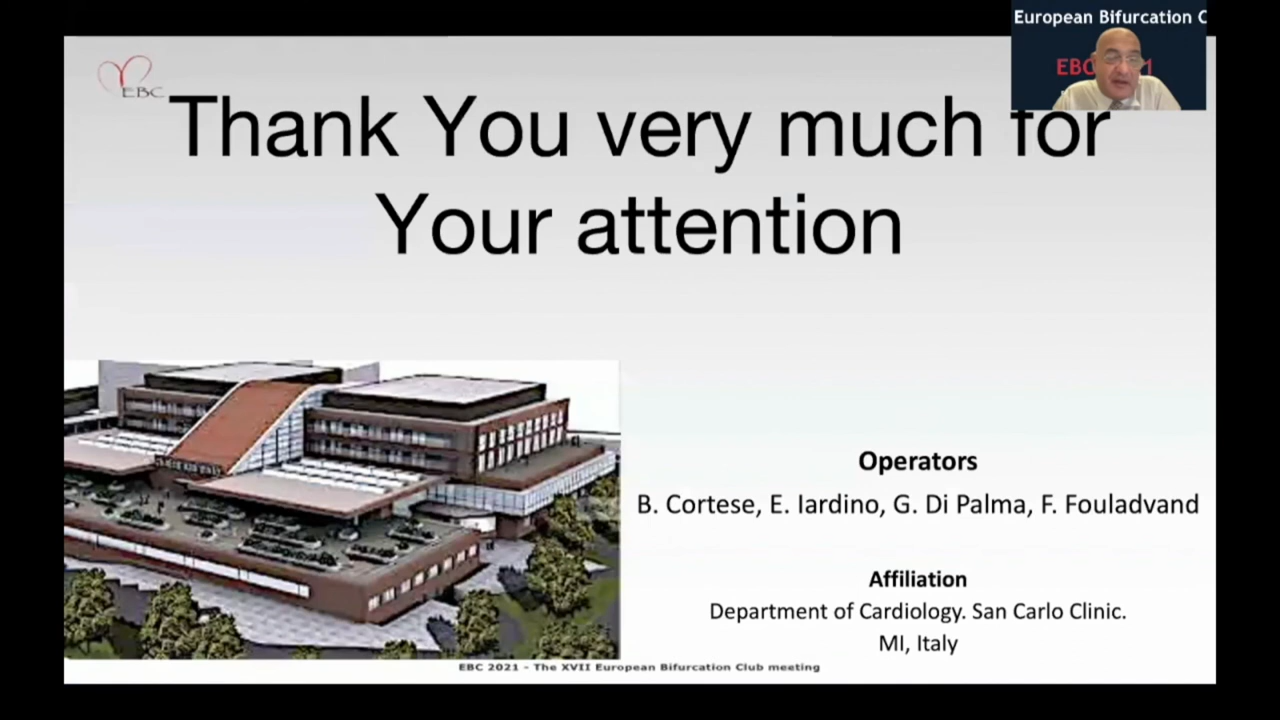 European Bifurcation C
EBC
EBC
Thank You very much for
Your attention
Operators
B. Cortese, E. Iardino, G. Di Palma, F. Fouladvand
Affiliation
Department of Cardiology. San Carlo Clinic.
MI, Italy
EBC 2021 - The XVII European Bifurcation Club meeting